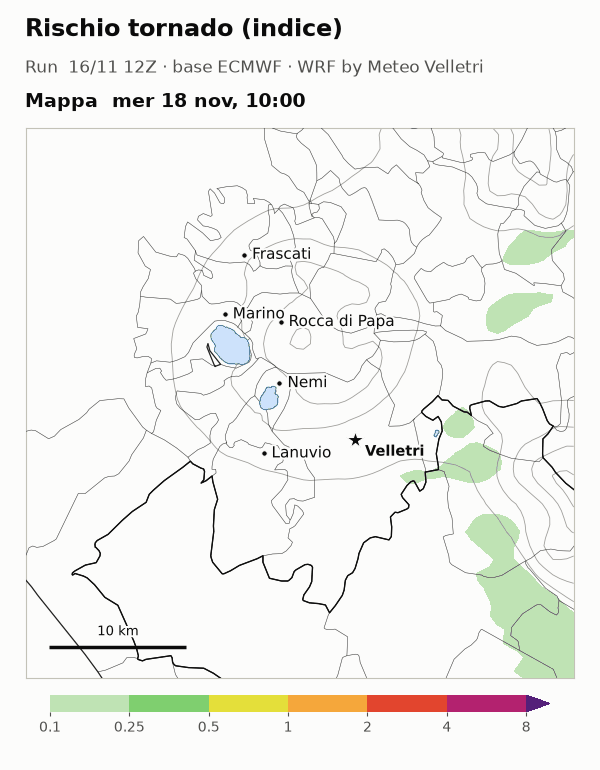 Rischio tornado (indice)
Run  16/11 12Z · base ECMWF · WRF by Meteo Velletri
Mappa  mer 18 nov, 10:00
Frascati
Marino
Rocca di Papa
Nemi
Velletri
Lanuvio
10 km
0.1 0.25 0.5 1 2 4 8